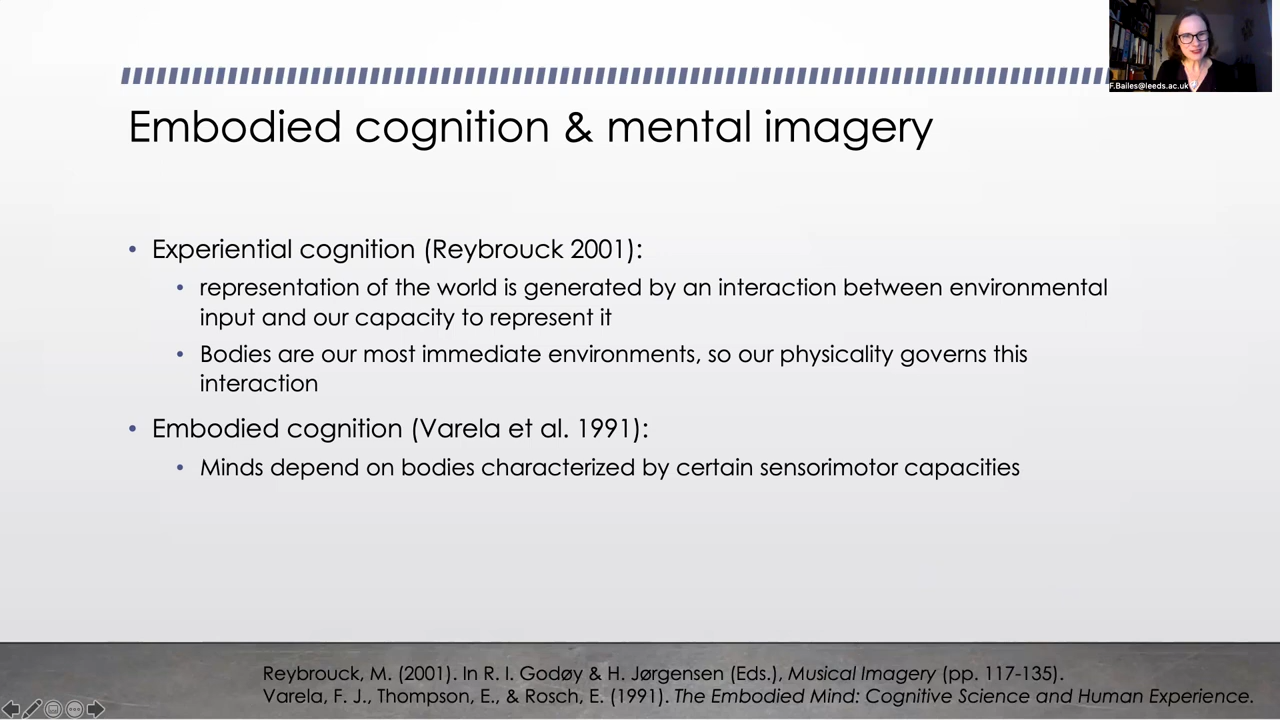 F.Bailes@leeds.ac.uk
Embodied cognition & mental imagery
• Experiential cognition (Reybrouck 2001):
• representation of the world is generated by an interaction between environmental
input and our capacity to represent it
• Bodies are our most immediate environments, so our physicality governs this
interaction
• Embodied cognition (Varela et al. 1991):
• Minds depend on bodies characterized by certain sensorimotor capacities
Reybrouck, M. (2001). In R. I. Godøy & H. Jørgensen (Eds.), Musical Imagery (pp. 117-135).
Varela, F. J., Thompson, E., & Rosch, E. (1991). The Embodied Mind: Cognitive Science and Human Experience.